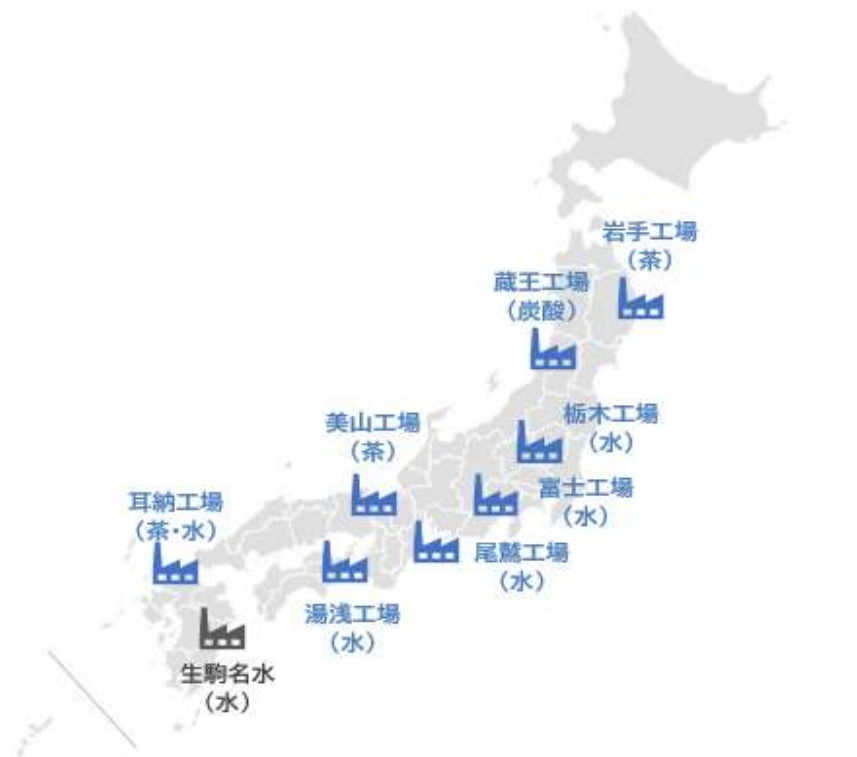 岩手工場
（茶）
蔵王工場
（炭酸）
栃木工場
（水）
美山工場
（茶）
富士工場
（水）
耳納工場
（茶・水）
尾鷲工場
（水）
湯浅工場
（水）
生駒名水
（水）